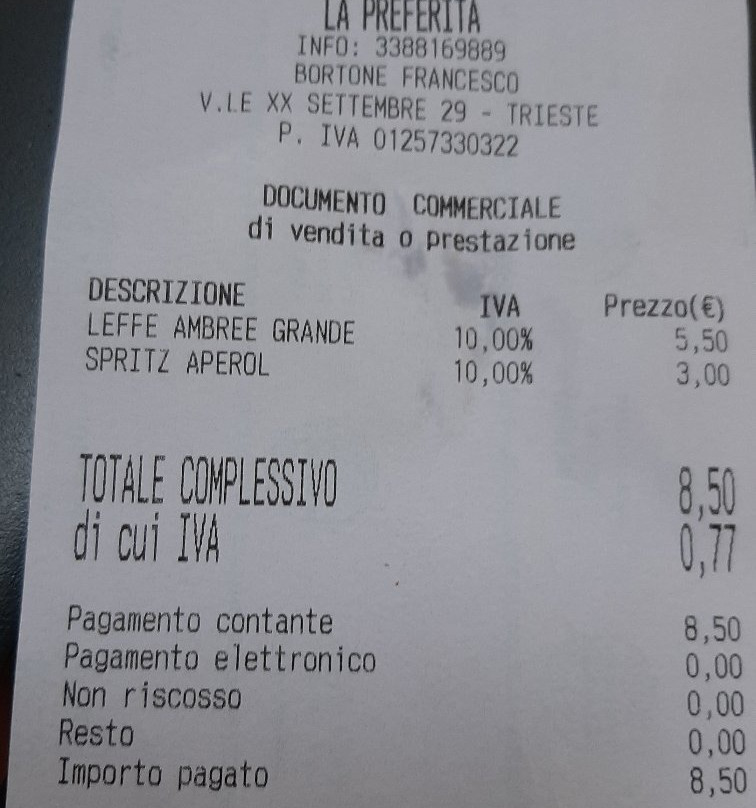 LA PREFERITA
INFO: 3388169889
BORTONE FRANCESCO
V.LE XX SETTEMBRE 29 - TRIESTE
P. IVA 01257330322
DOCUMENTO COMMERCIALE
di vendita o prestazione
DESCRIZIONE IVA Prezzo(€)
LEFFE AMBREE GRANDE 10,00% 5,50
SPRITZ APEROL 10,00% 3,00
TOTALE COMPLESSIVO 8,50
di cui IVA 0,77
Pagamento contante 8,50
Pagamento elettronico 0,00
Non riscosso 0,00
Resto 0,00
Importo pagato 8,50